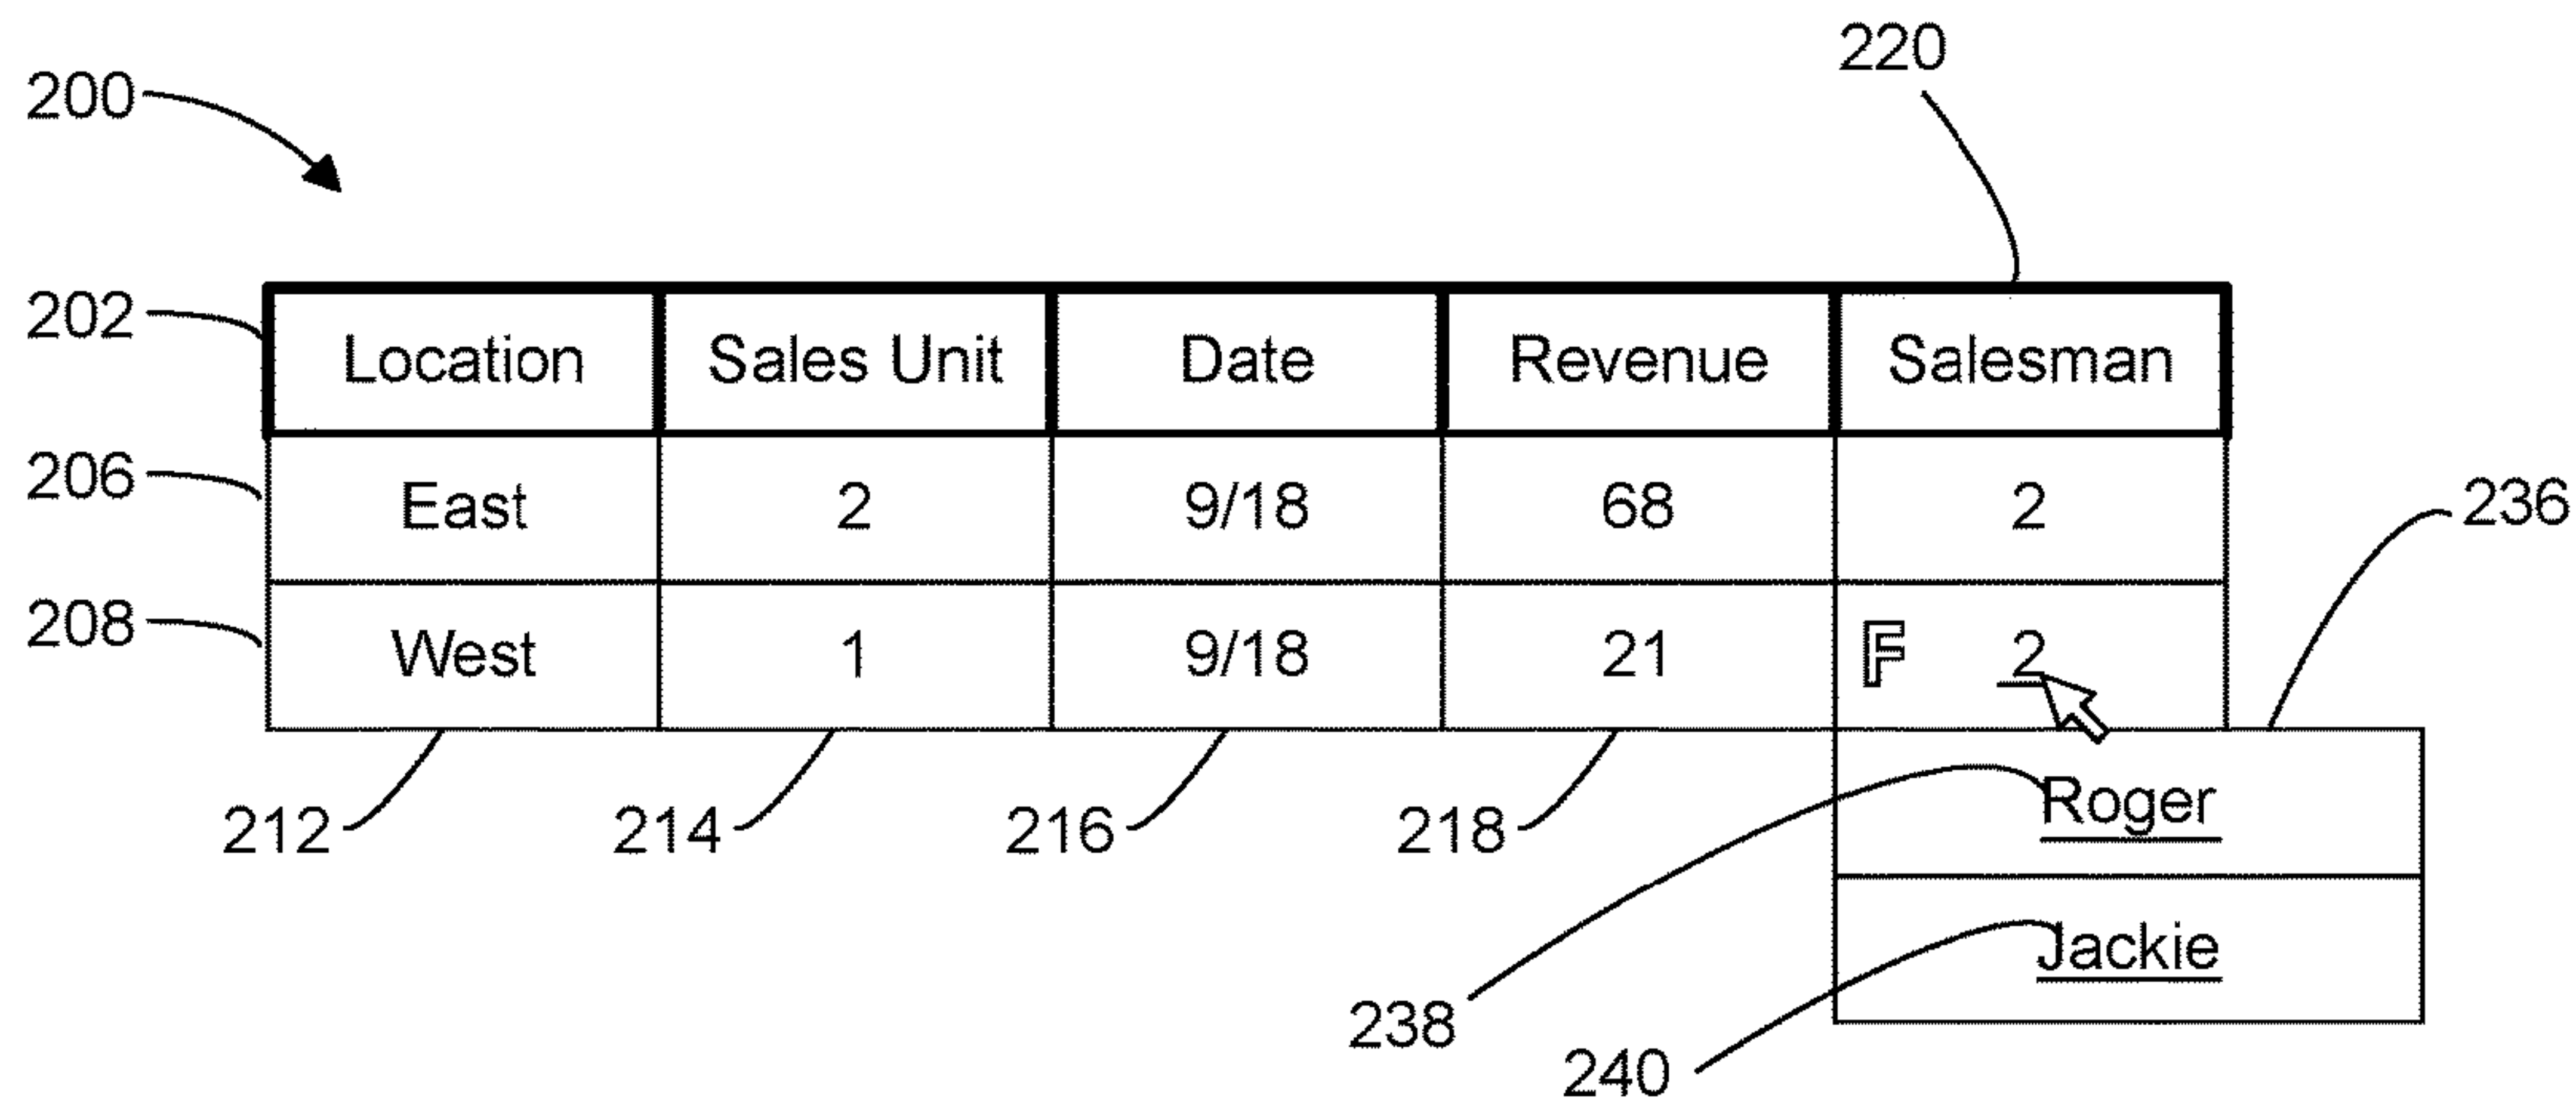 220
200
202
Location Sales Unit Date Revenue Salesman
206
East 2 9/18 68 2
236
208
West 1 9/18 21 F 2
212 214 216 218
Roger
Jackie
238
240